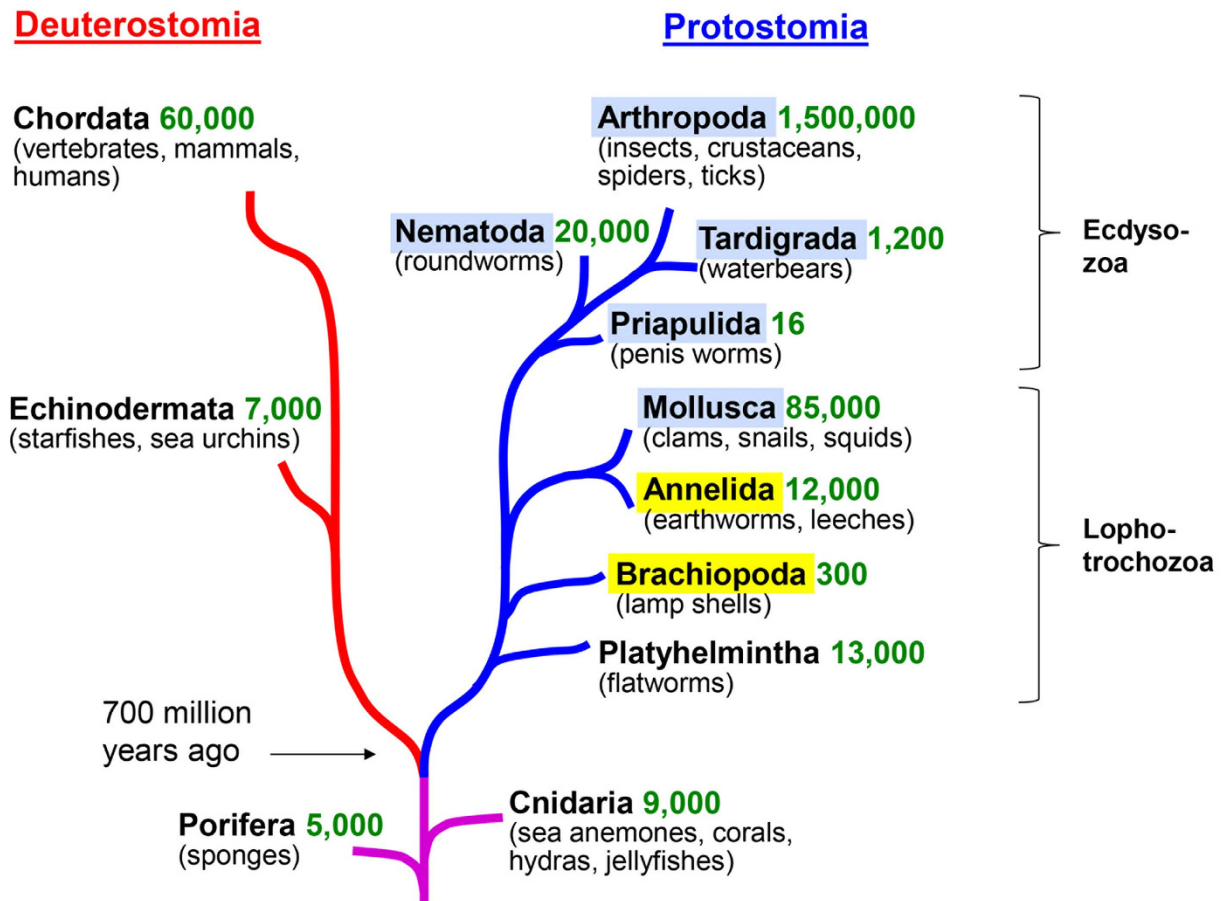 Deuterostomia
Protostomia
Chordata 60,000
(vertebrates, mammals,
humans)
Arthropoda 1,500,000
(insects, crustaceans,
spiders, ticks)
Nematoda 20,000
(roundworms)
Tardigrada 1,200
(waterbears)
Priapulida 16
(penis worms)
Ecdyso-
zoa
Echinodermata 7,000
(starfishes, sea urchins)
Mollusca 85,000
(clams, snails, squids)
Annelida 12,000
(earthworms, leeches)
Brachiopoda 300
(lamp shells)
Platyhelmintha 13,000
(flatworms)
Lopho-
trochozoa
700 million
years ago
Porifera 5,000
(sponges)
Cnidaria 9,000
(sea anemones, corals,
hydras, jellyfishes)